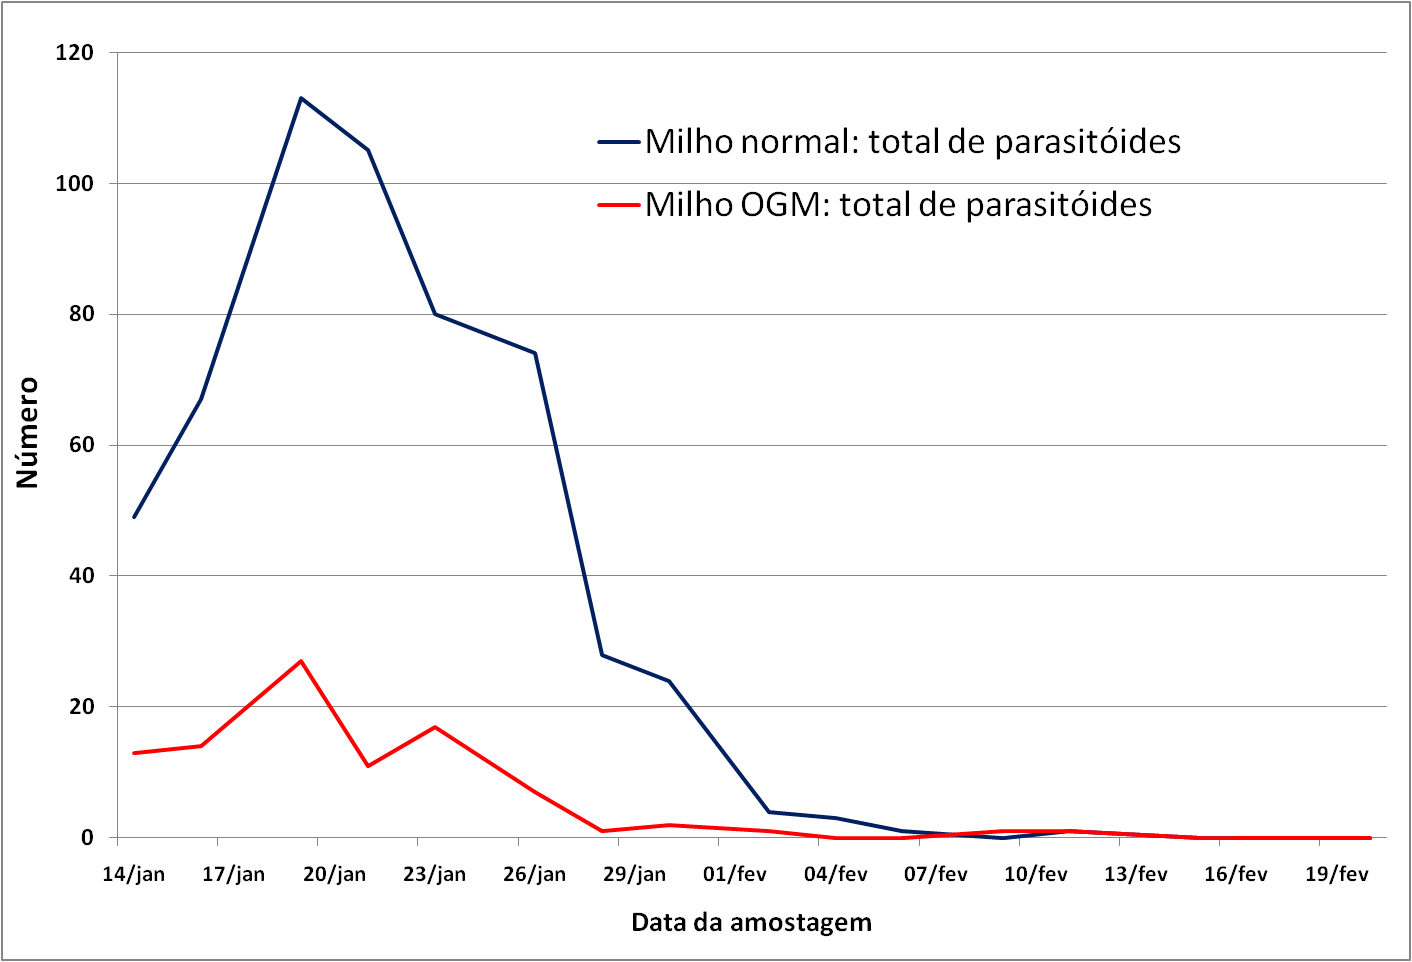 120
100
80
60
40
20
0
Número
Milho normal: total de parasitóides
Milho OGM: total de parasitóides
14/jan 17/jan 20/jan 23/jan 26/jan 29/jan 01/fev 04/fev 07/fev 10/fev 13/fev 16/fev 19/fev
Data da amostagem